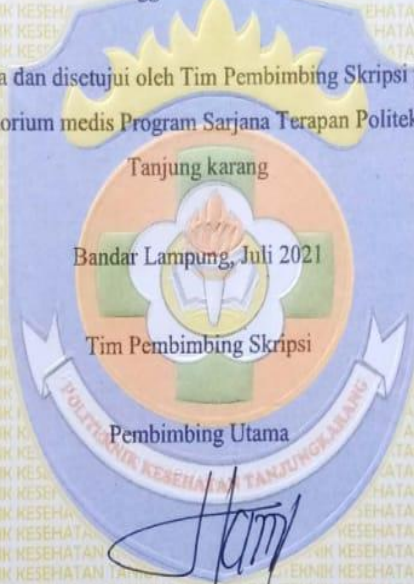 a dan disetujui oleh Tim Pembimbing Skripsi
orium medis Program Sarjana Terapan Politek
Tanjung karang
Bandar Lampung, Juli 2021
Tim Pembimbing Skripsi
Pembimbing Utama
POLITEKNIK KESEHATAN TANJUNGKARANG